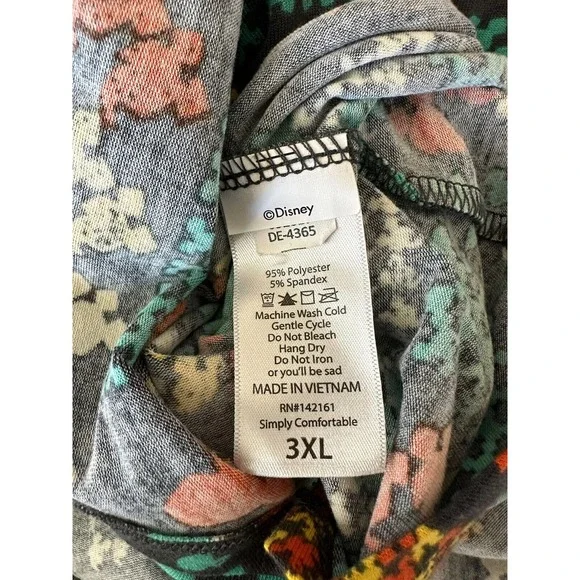 ©Disney
DE-4365
95% Polyester
5% Spandex
Machine Wash Cold
Gentle Cycle
Do Not Bleach
Hang Dry
Do Not Iron
or you'll be sad
MADE IN VIETNAM
RN#142161
Simply Comfortable
3XL